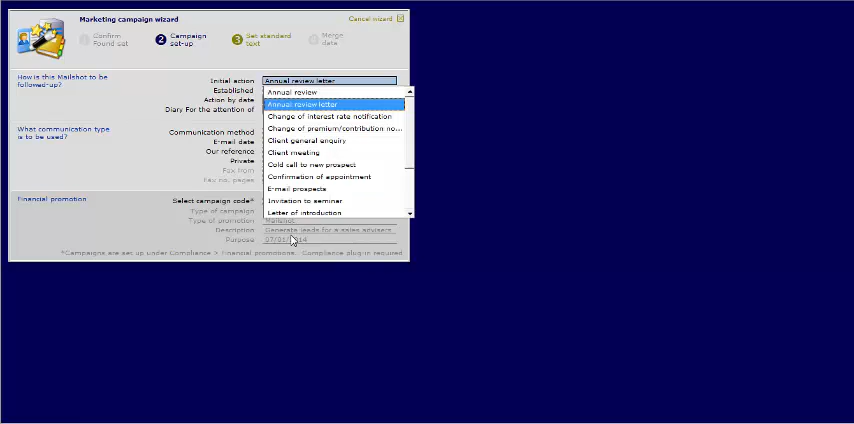 Marketing campaign wizard
Cancel wizard
1 Confirm Found set
2 Campaign set-up
3 Set standard text
4 Merge data
How is this Mailshot to be followed-up?
Initial action Annual review letter
Established
Action by date
Diary For the attention of
Annual review
Annual review letter
Change of interest rate notification
Change of premium/contribution no...
Client general enquiry
Client meeting
Cold call to new prospect
Confirmation of appointment
E-mail prospects
Invitation to seminar
Letter of introduction
What communication type is to be used?
Communication method
E-mail date
Our reference
Private
Fax from
Fax no. pages
Financial promotion
Select campaign code*
Type of campaign
Type of promotion Mailshot
Description Generate leads for a sales advisers
Purpose
*Campaigns are set up under Compliance > Financial promotions. Compliance plug-in required